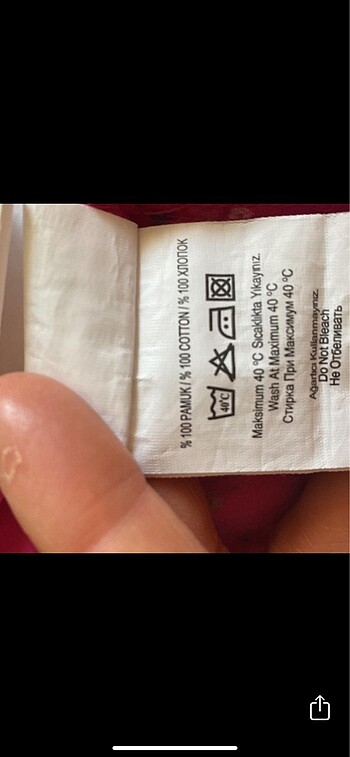 % 100 PAMUK / % 100 COTTON / % 100 ХЛОПОК
40°C
Maksimum 40 °C Sıcaklıkta Yıkayınız.
Wash At Maximum 40 °C
Стирка При Максимум 40 °C
Ağartıcı Kullanmayınız.
Do Not Bleach
Не Отбеливать